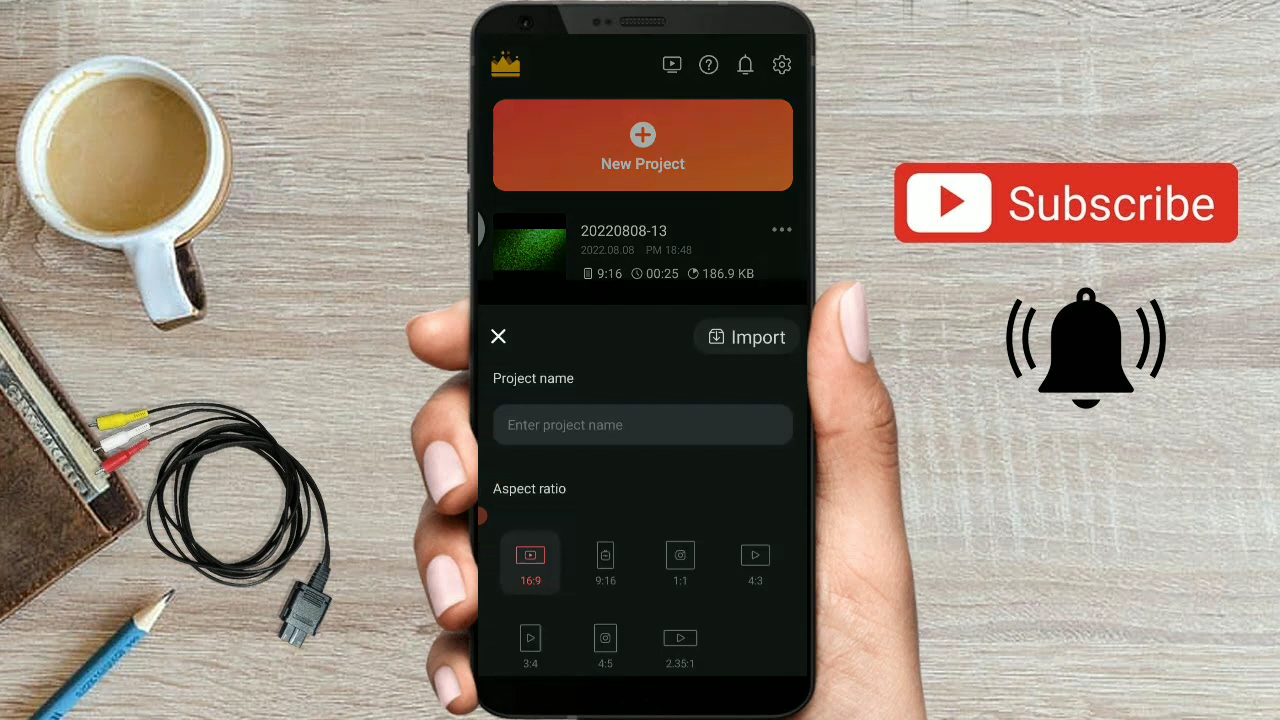 New Project
20220808-13
2022.08.08 PM 18:48
9:16 00:25 186.9 KB
Import
Project name
Enter project name
Aspect ratio
16:9 9:16 1:1 4:3
3:4 4:5 2.35:1
Subscribe